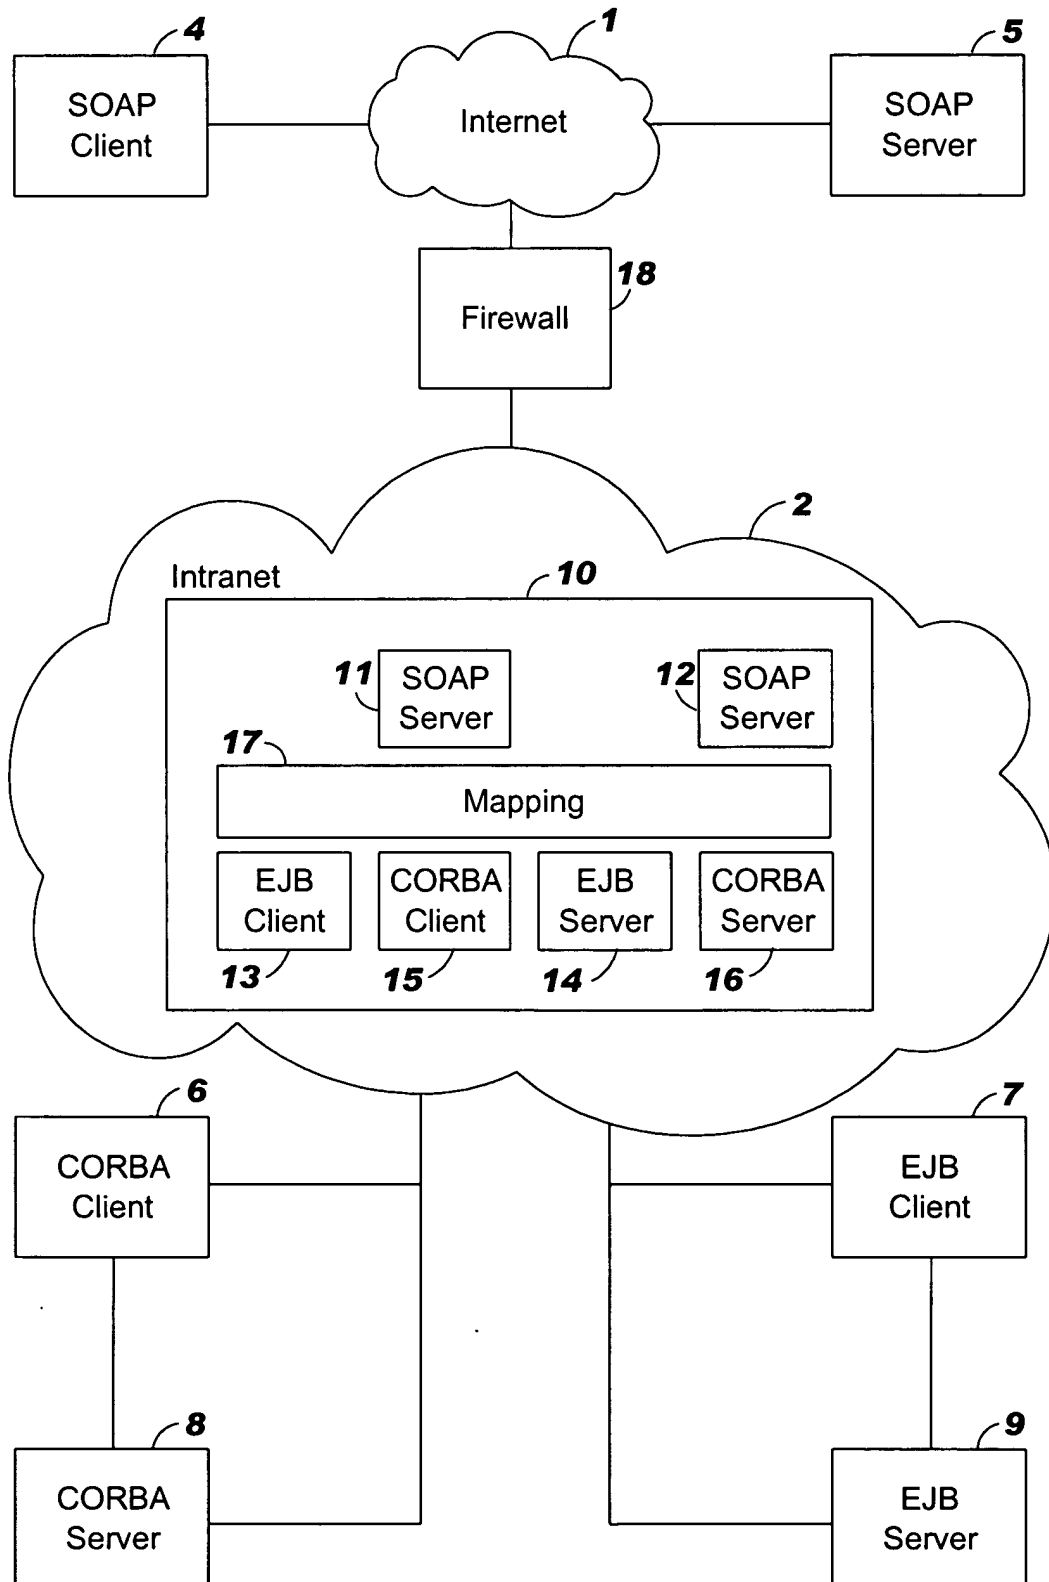 4
1
5
SOAP
Client
Internet
SOAP
Server
18
Firewall
2
Intranet
10
11
SOAP
Server
12
SOAP
Server
17
Mapping
EJB
Client
CORBA
Client
EJB
Server
CORBA
Server
13
15
14
16
6
7
CORBA
Client
EJB
Client
8
9
CORBA
Server
EJB
Server